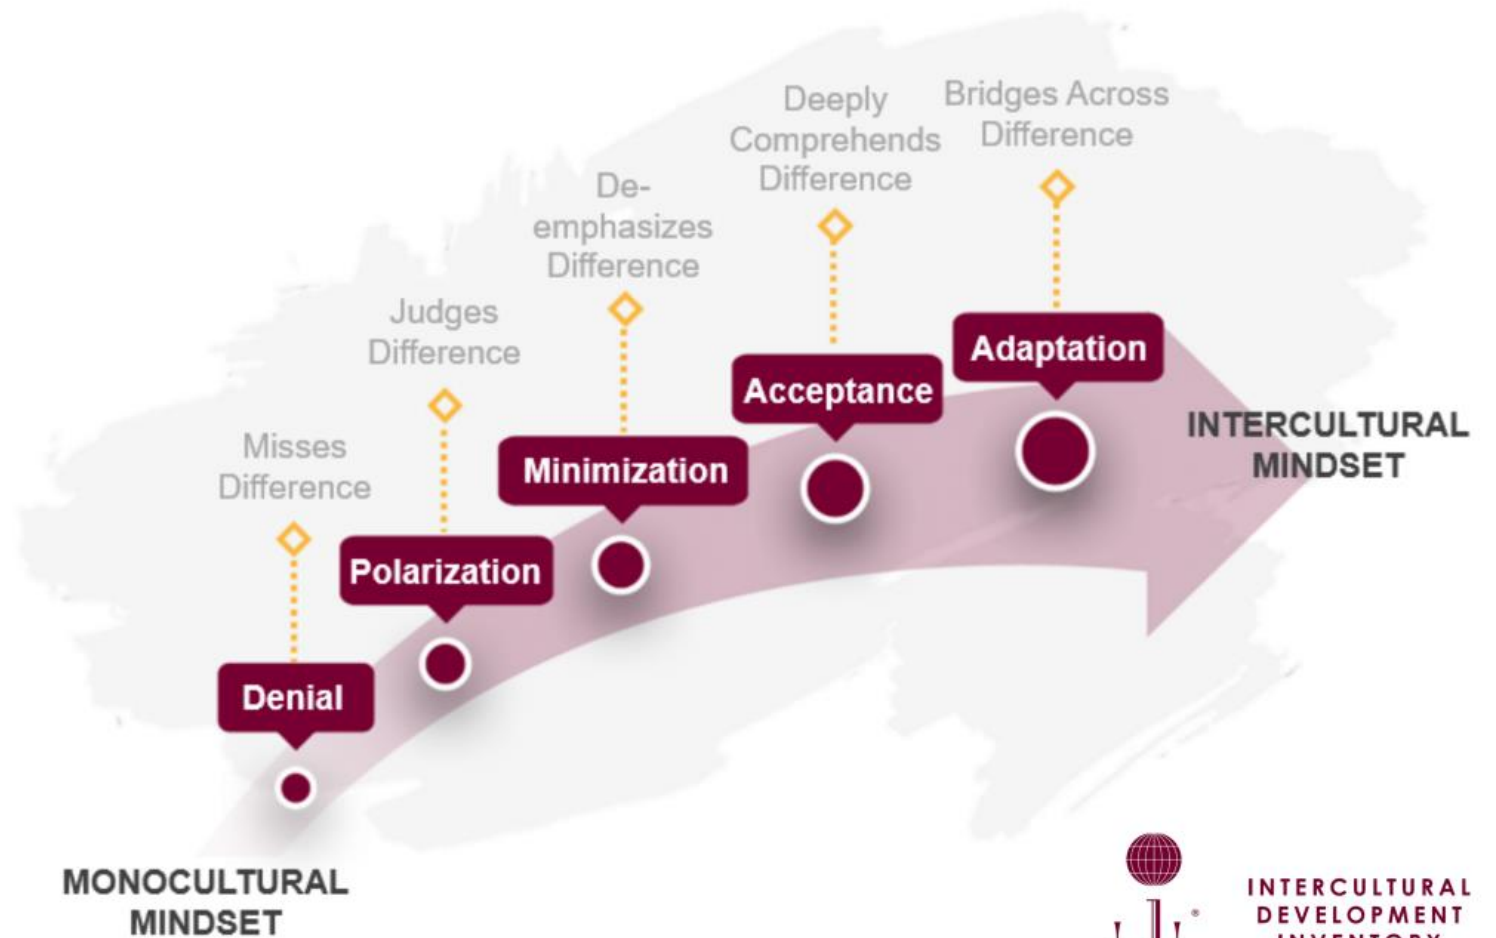 Deeply
Comprehends
Difference
Bridges Across
Difference
De-
emphasizes
Difference
Judges
Difference
Misses
Difference
Adaptation
Acceptance
Minimization
Polarization
Denial
INTERCULTURAL
MINDSET
MONOCULTURAL
MINDSET
®
INTERCULTURAL
DEVELOPMENT
INVENTORY